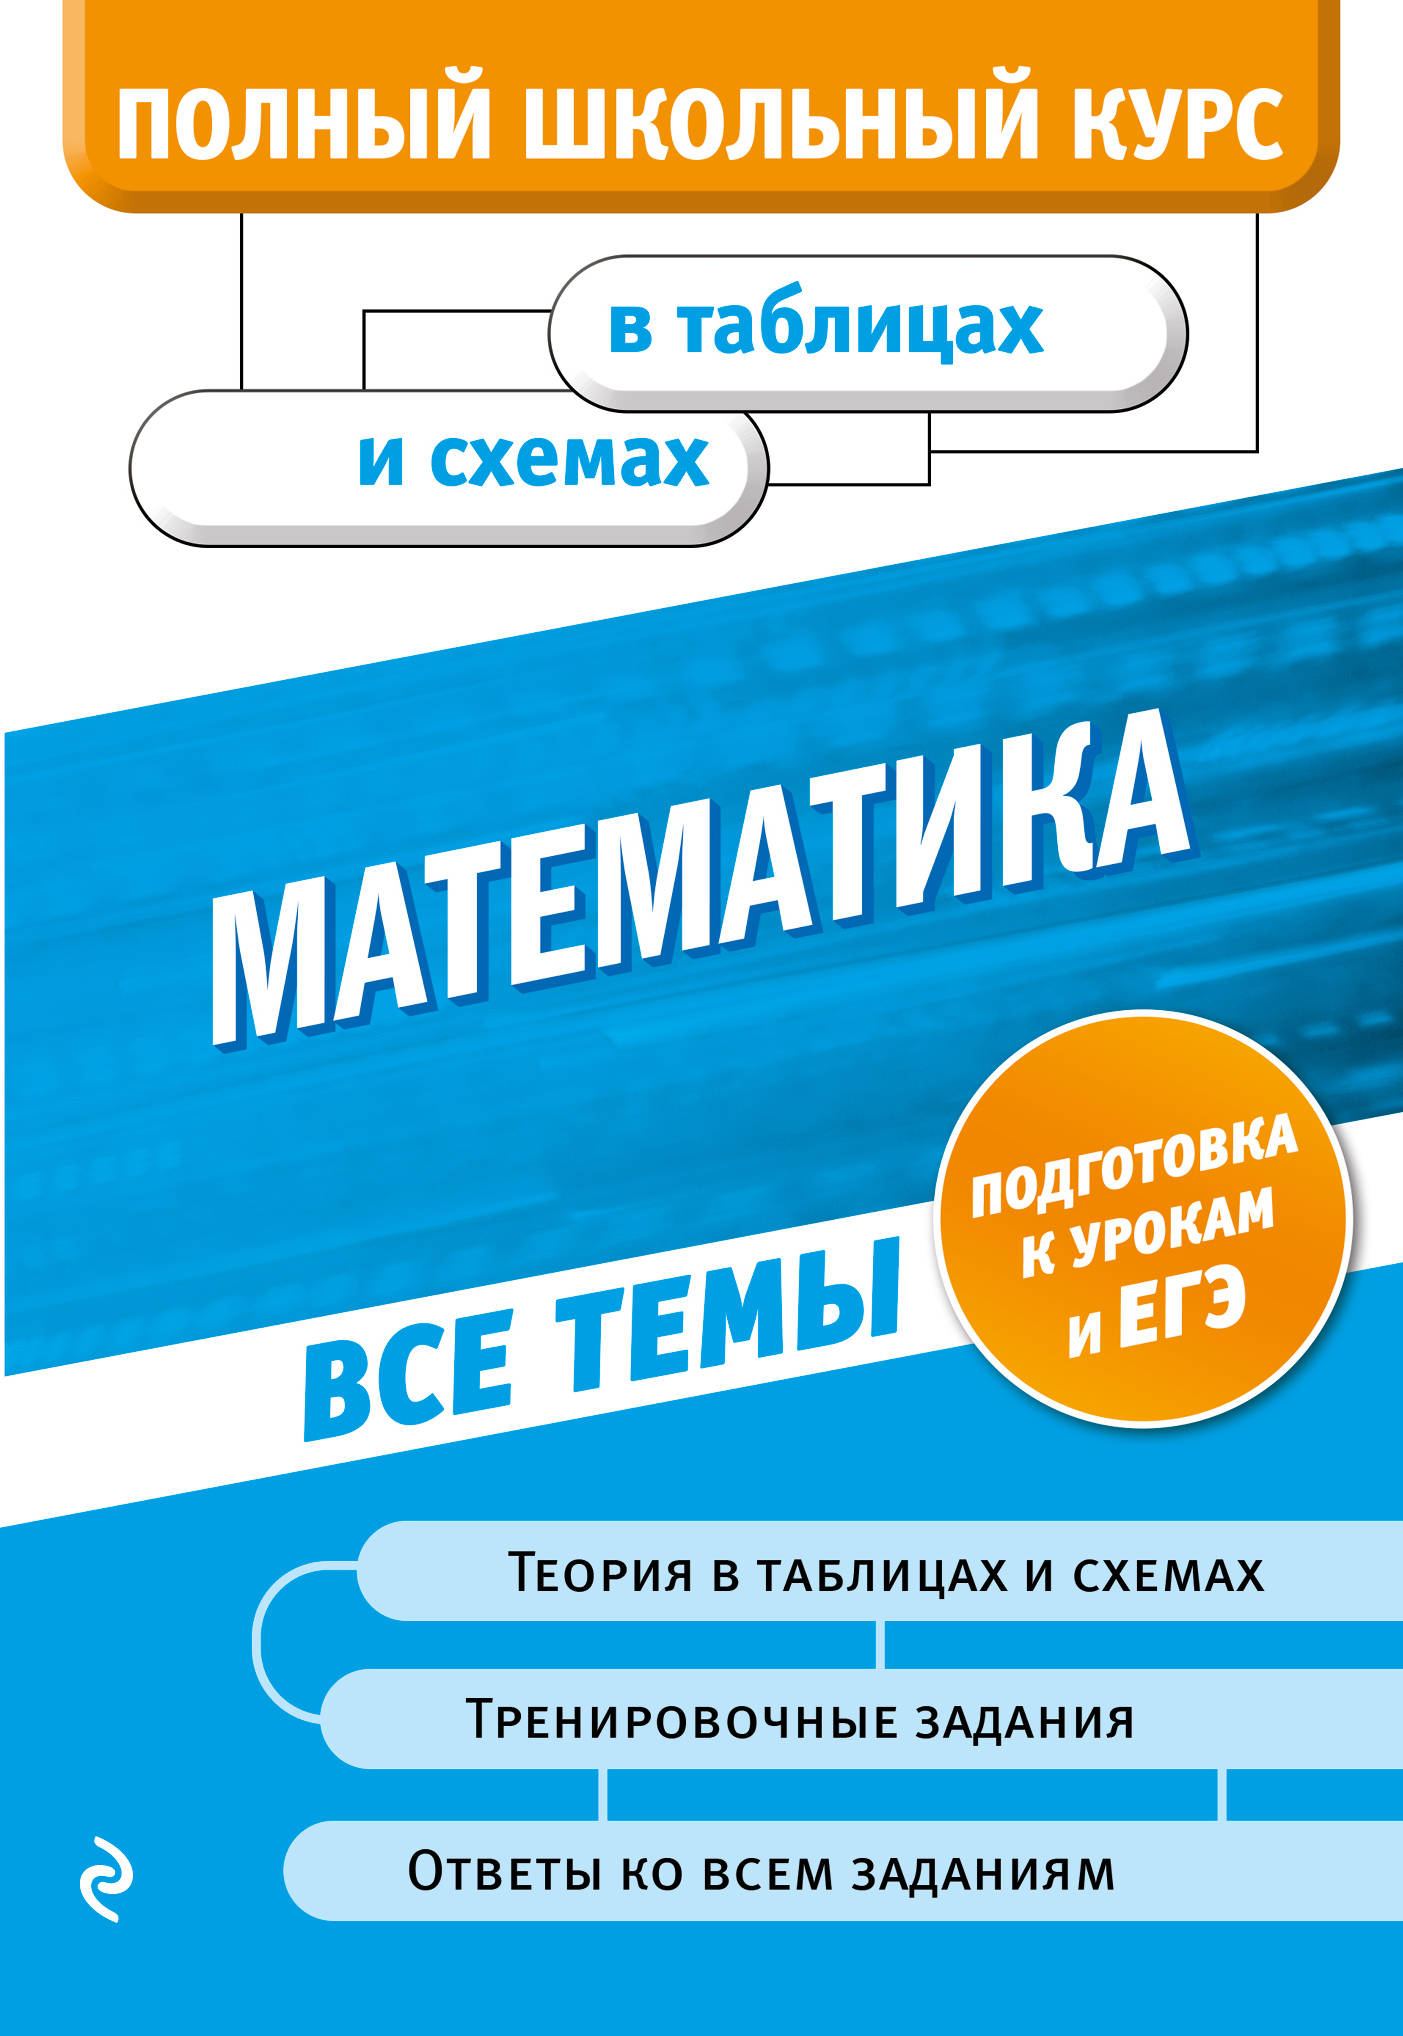 ПОЛНЫЙ ШКОЛЬНЫЙ КУРС
в таблицах
и схемах
МАТЕМАТИКА
ВСЕ ТЕМЫ
ПОДГОТОВКА
К УРОКАМ
И ЕГЭ
Теория в таблицах и схемах
Тренировочные задания
Ответы ко всем заданиям